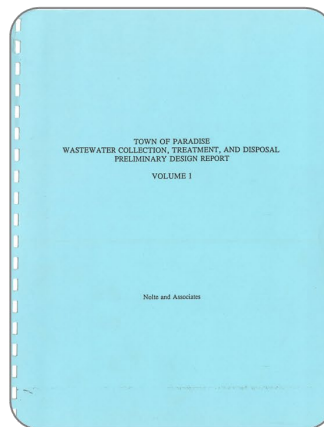 TOWN OF PARADISE
WASTEWATER COLLECTION, TREATMENT, AND DISPOSAL
PRELIMINARY DESIGN REPORT
VOLUME 1
Nolte and Associates